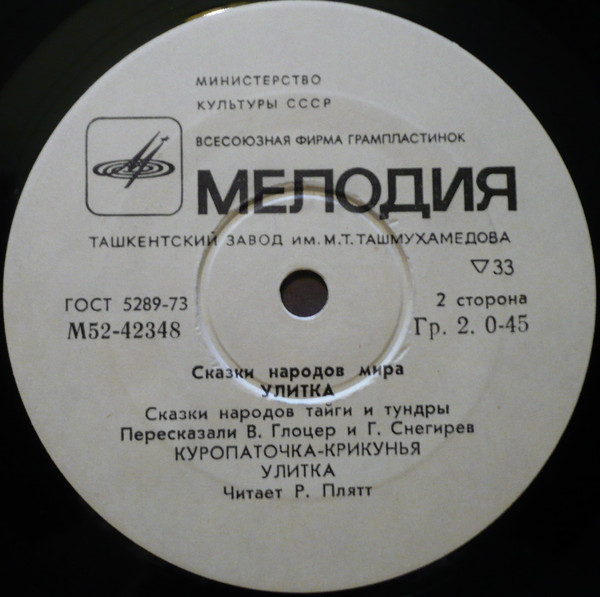 МИНИСТЕРСТВО
КУЛЬТУРЫ СССР
ВСЕСОЮЗНАЯ ФИРМА ГРАМПЛАСТИНОК
МЕЛОДИЯ
ТАШКЕНТСКИЙ ЗАВОД ИМ. М.Т. ТАШМУХАМЕДОВА
▽33
ГОСТ 5289-73
2 сторона
М52-42348
Гр. 2. 0-45
Сказки народов мира
УЛИТКА
Сказки народов тайги и тундры
Пересказали В. Глоцер и Г. Снегирев
КУРОПАТОЧКА-КРИКУНЬЯ
УЛИТКА
Читает Р. Плятт